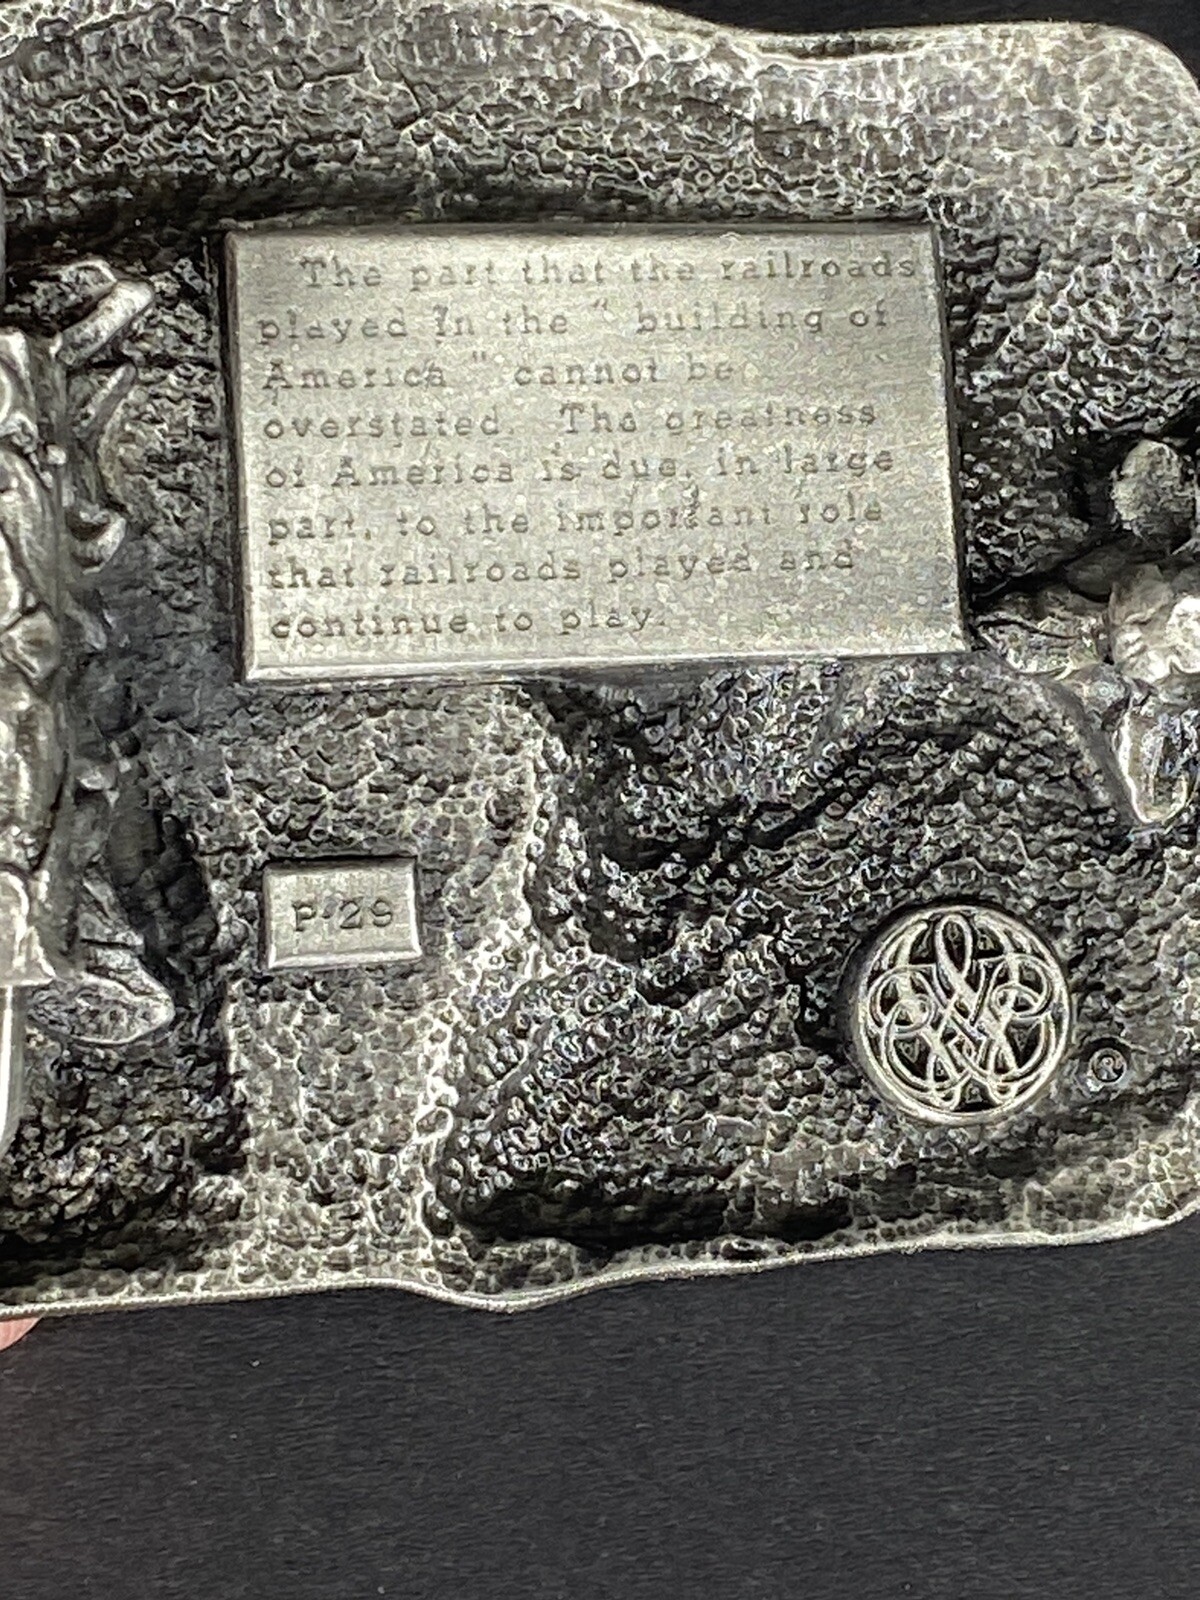 The part that the railroads
played in the " building of
America " cannot be
overstated. The greatness
of America is due, in large
part, to the important role
that railroads played and
continue to play.
P-29
®